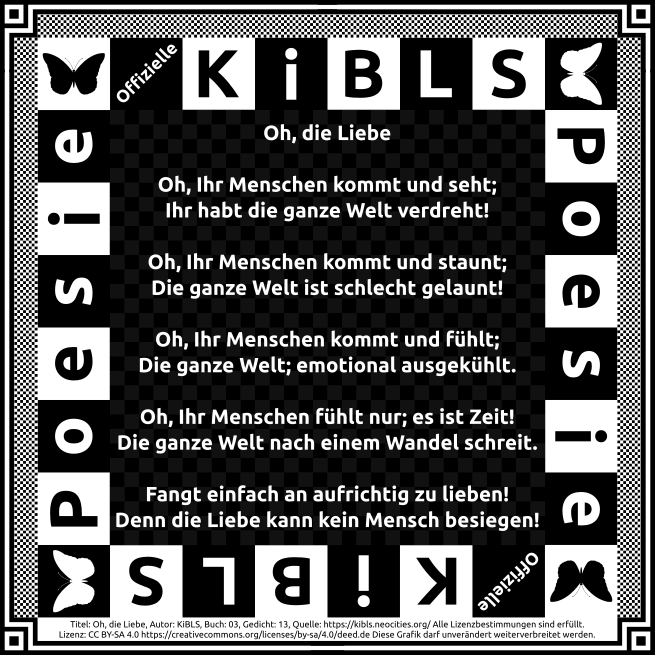 Offizielle
KiBLS
Poesie
Poesie
Oh, die Liebe
Oh, Ihr Menschen kommt und seht;
Ihr habt die ganze Welt verdreht!
Oh, Ihr Menschen kommt und staunt;
Die ganze Welt ist schlecht gelaunt!
Oh, Ihr Menschen kommt und fühlt;
Die ganze Welt; emotional ausgekühlt.
Oh, Ihr Menschen fühlt nur; es ist Zeit!
Die ganze Welt nach einem Wandel schreit.
Fangt einfach an aufrichtig zu lieben!
Denn die Liebe kann kein Mensch besiegen!
Offizielle
KiBLS
Titel: Oh, die Liebe, Autor: KiBLS, Buch: 03, Gedicht: 13, Quelle: https://kibls.neocities.org/ Alle Lizenzbestimmungen sind erfüllt.
Lizenz: CC BY-SA 4.0 https://creativecommons.org/licenses/by-sa/4.0/deed.de Diese Grafik darf unverändert weiterverbreitet werden.